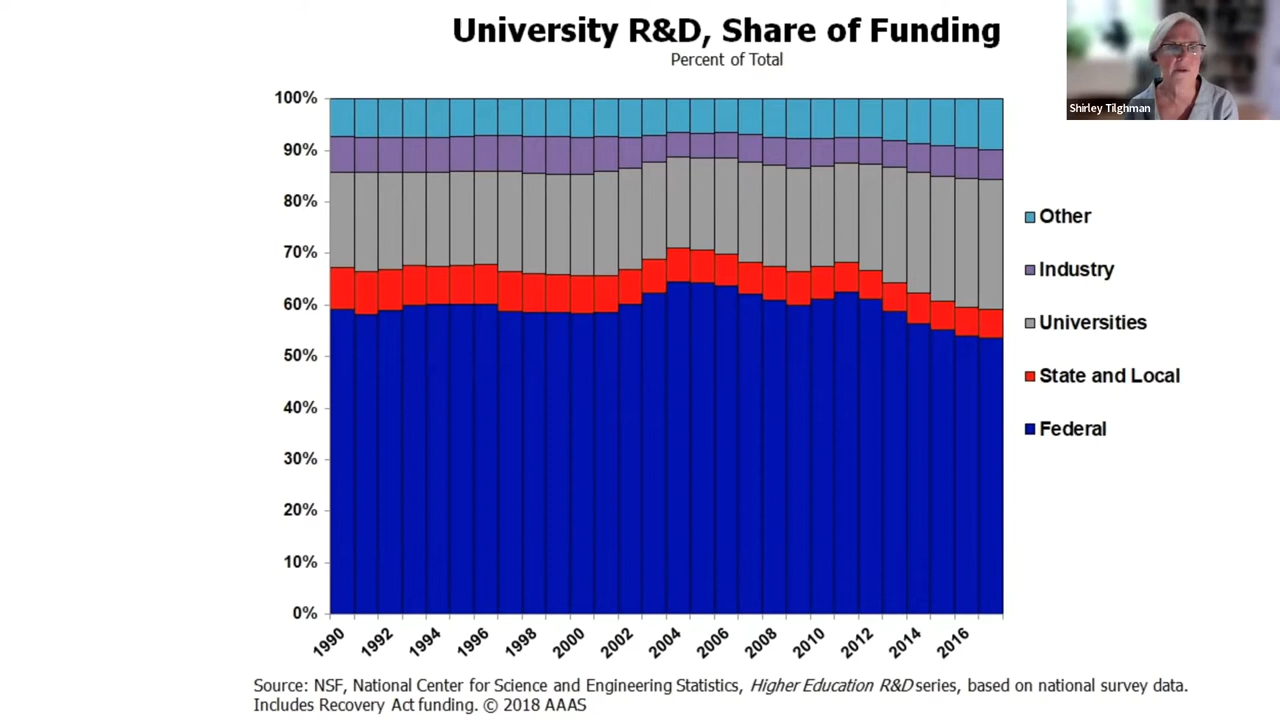 University R&D, Share of Funding
Percent of Total
Shirley Tilghman
100%
90%
80%
70%
60%
50%
40%
30%
20%
10%
0%
1990
1992
1994
1996
1998
2000
2002
2004
2006
2008
2010
2012
2014
2016
Other
Industry
Universities
State and Local
Federal
Source: NSF, National Center for Science and Engineering Statistics, Higher Education R&D series, based on national survey data.
Includes Recovery Act funding. © 2018 AAAS